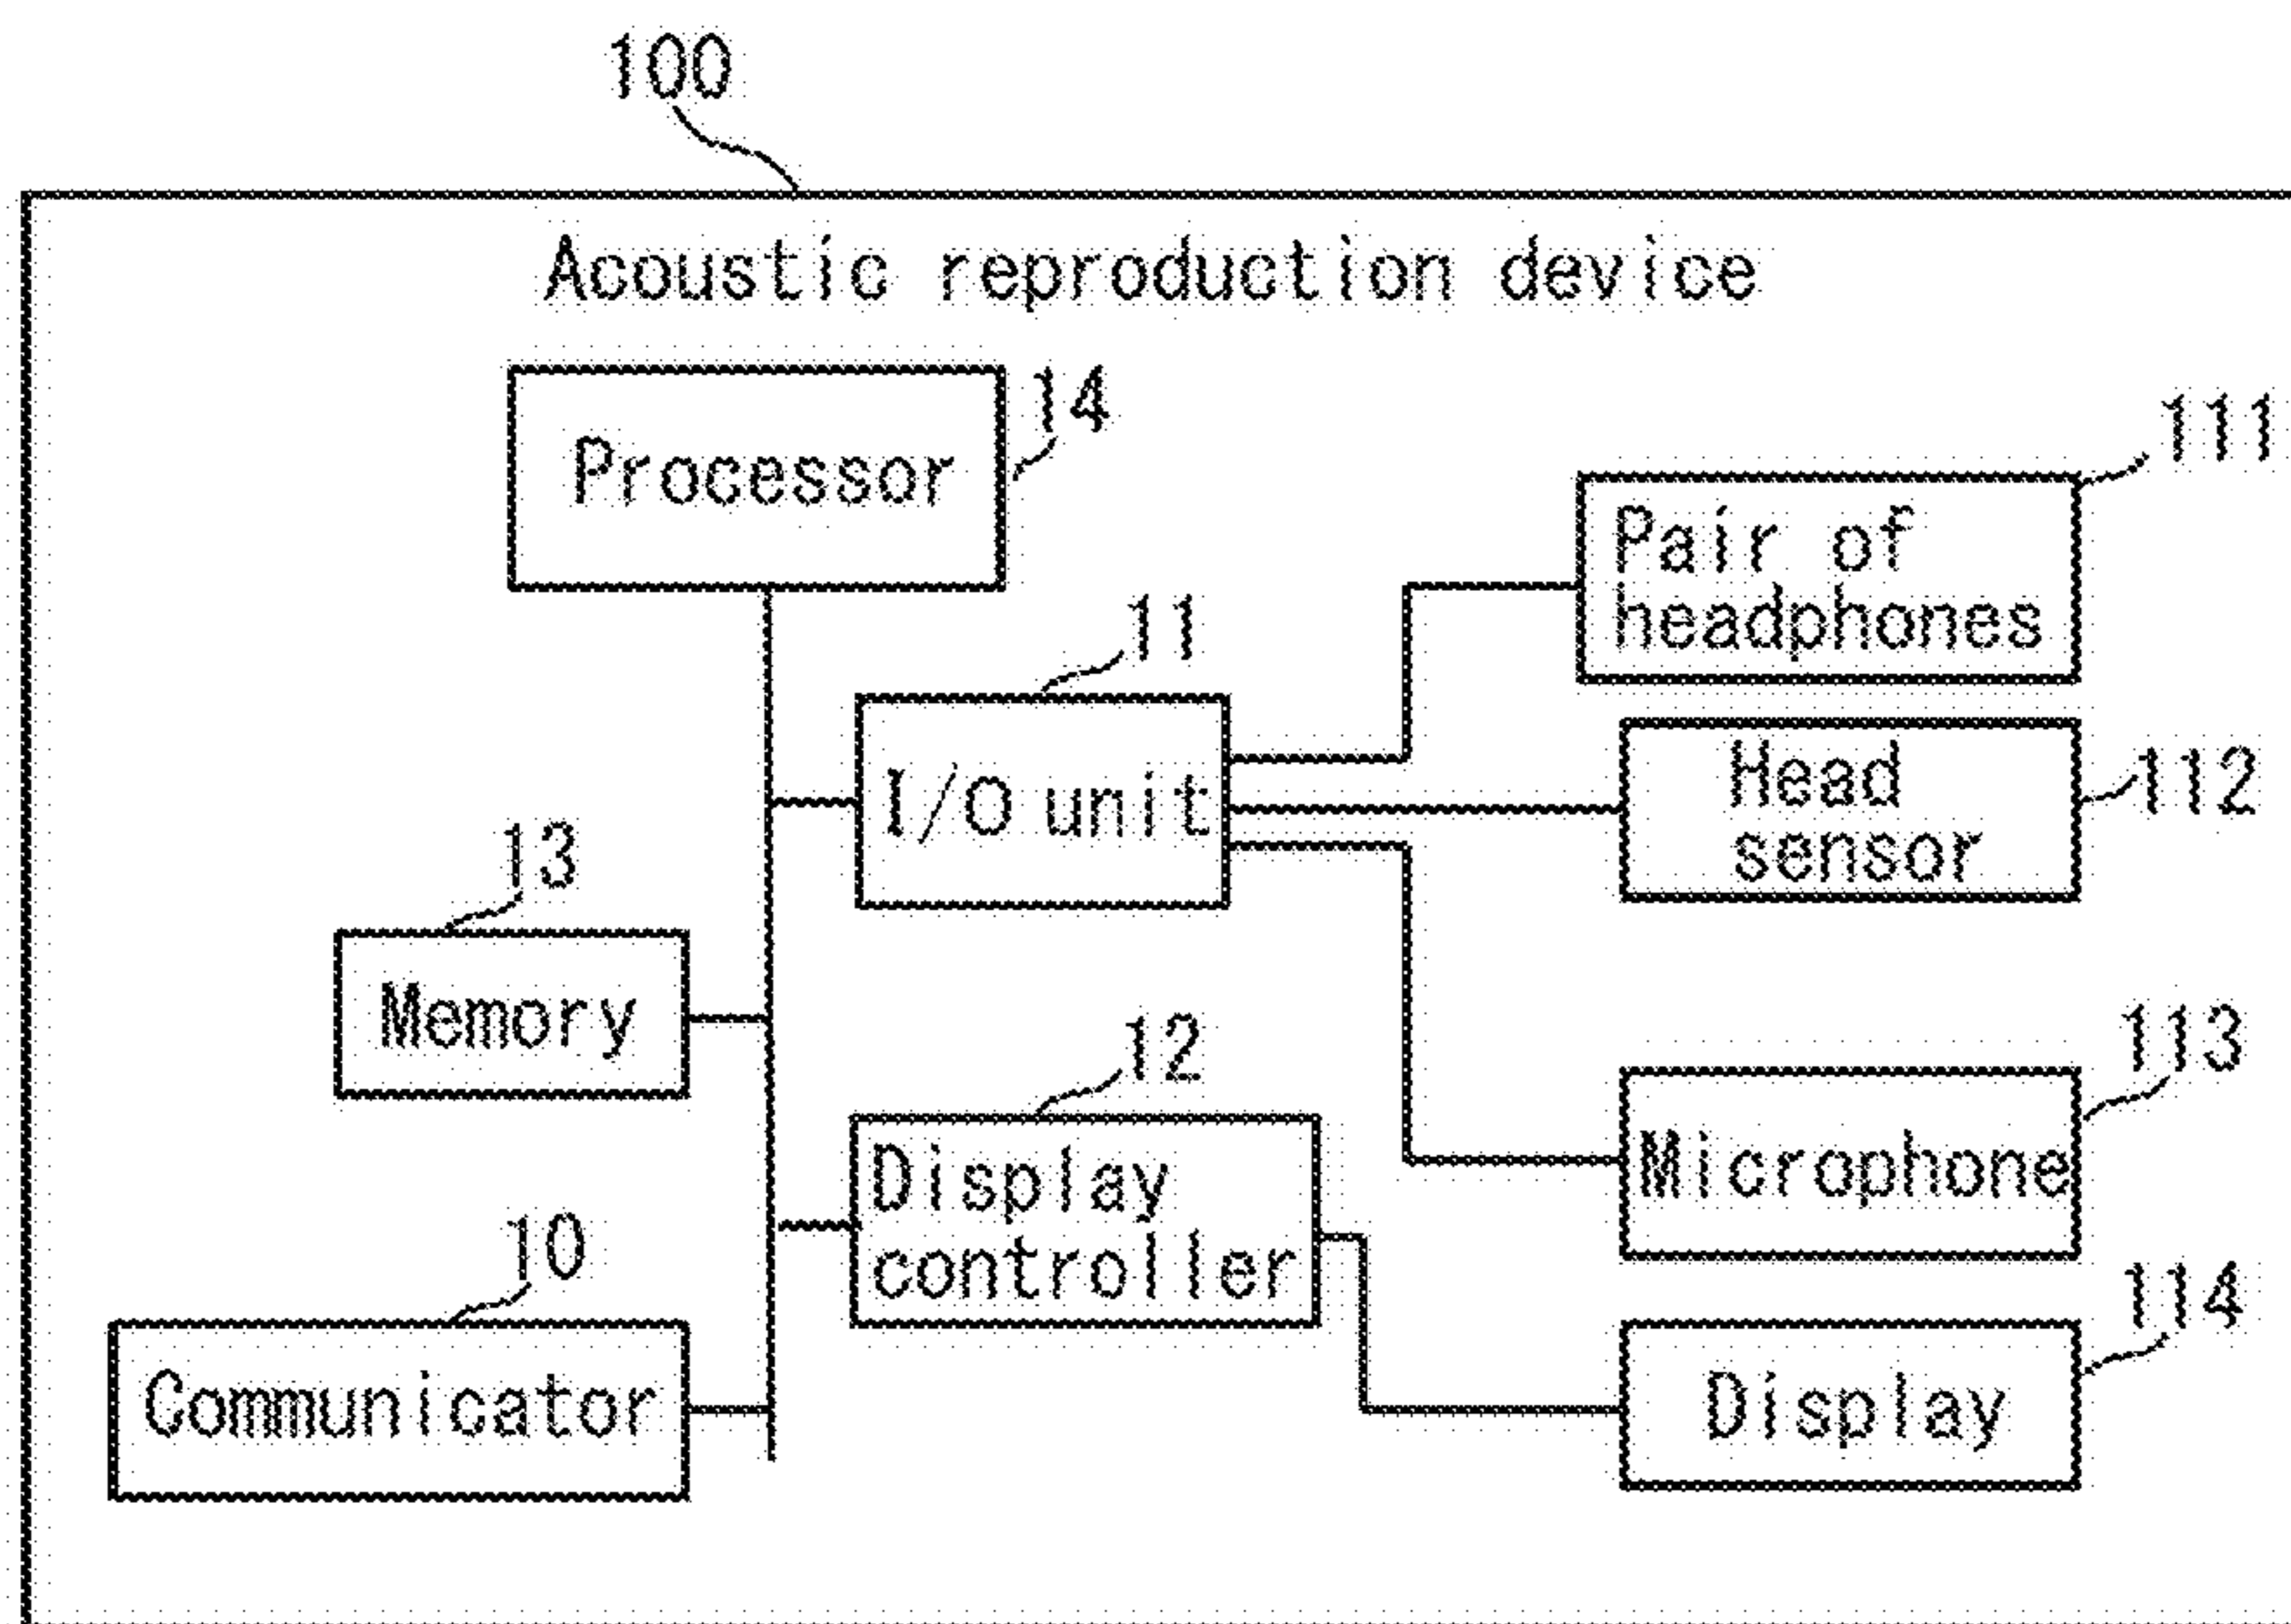 100
Acoustic reproduction device
Processor
14
111
Pair of
headphones
11
I/O unit
Head
sensor
112
13
Memory
12
Display
controller
113
Microphone
10
Communicator
114
Display